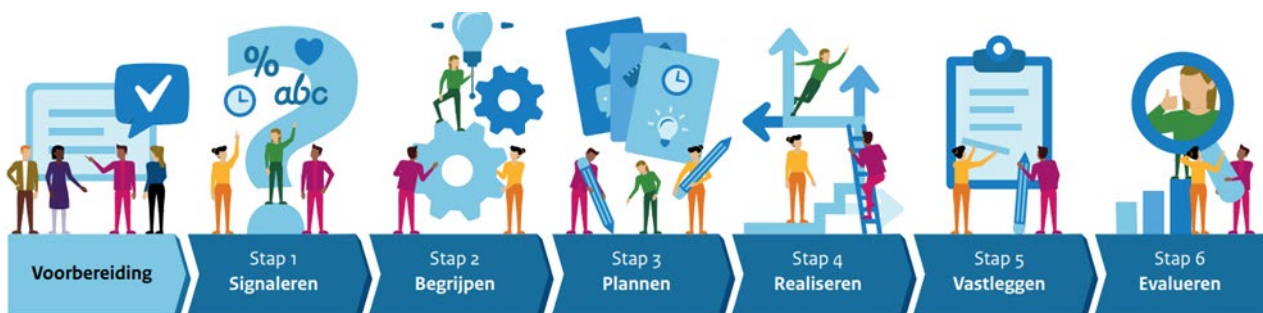 %
abc
Voorbereiding
Stap 1
Signaleren
Stap 2
Begrijpen
Stap 3
Plannen
Stap 4
Realiseren
Stap 5
Vastleggen
Stap 6
Evalueren